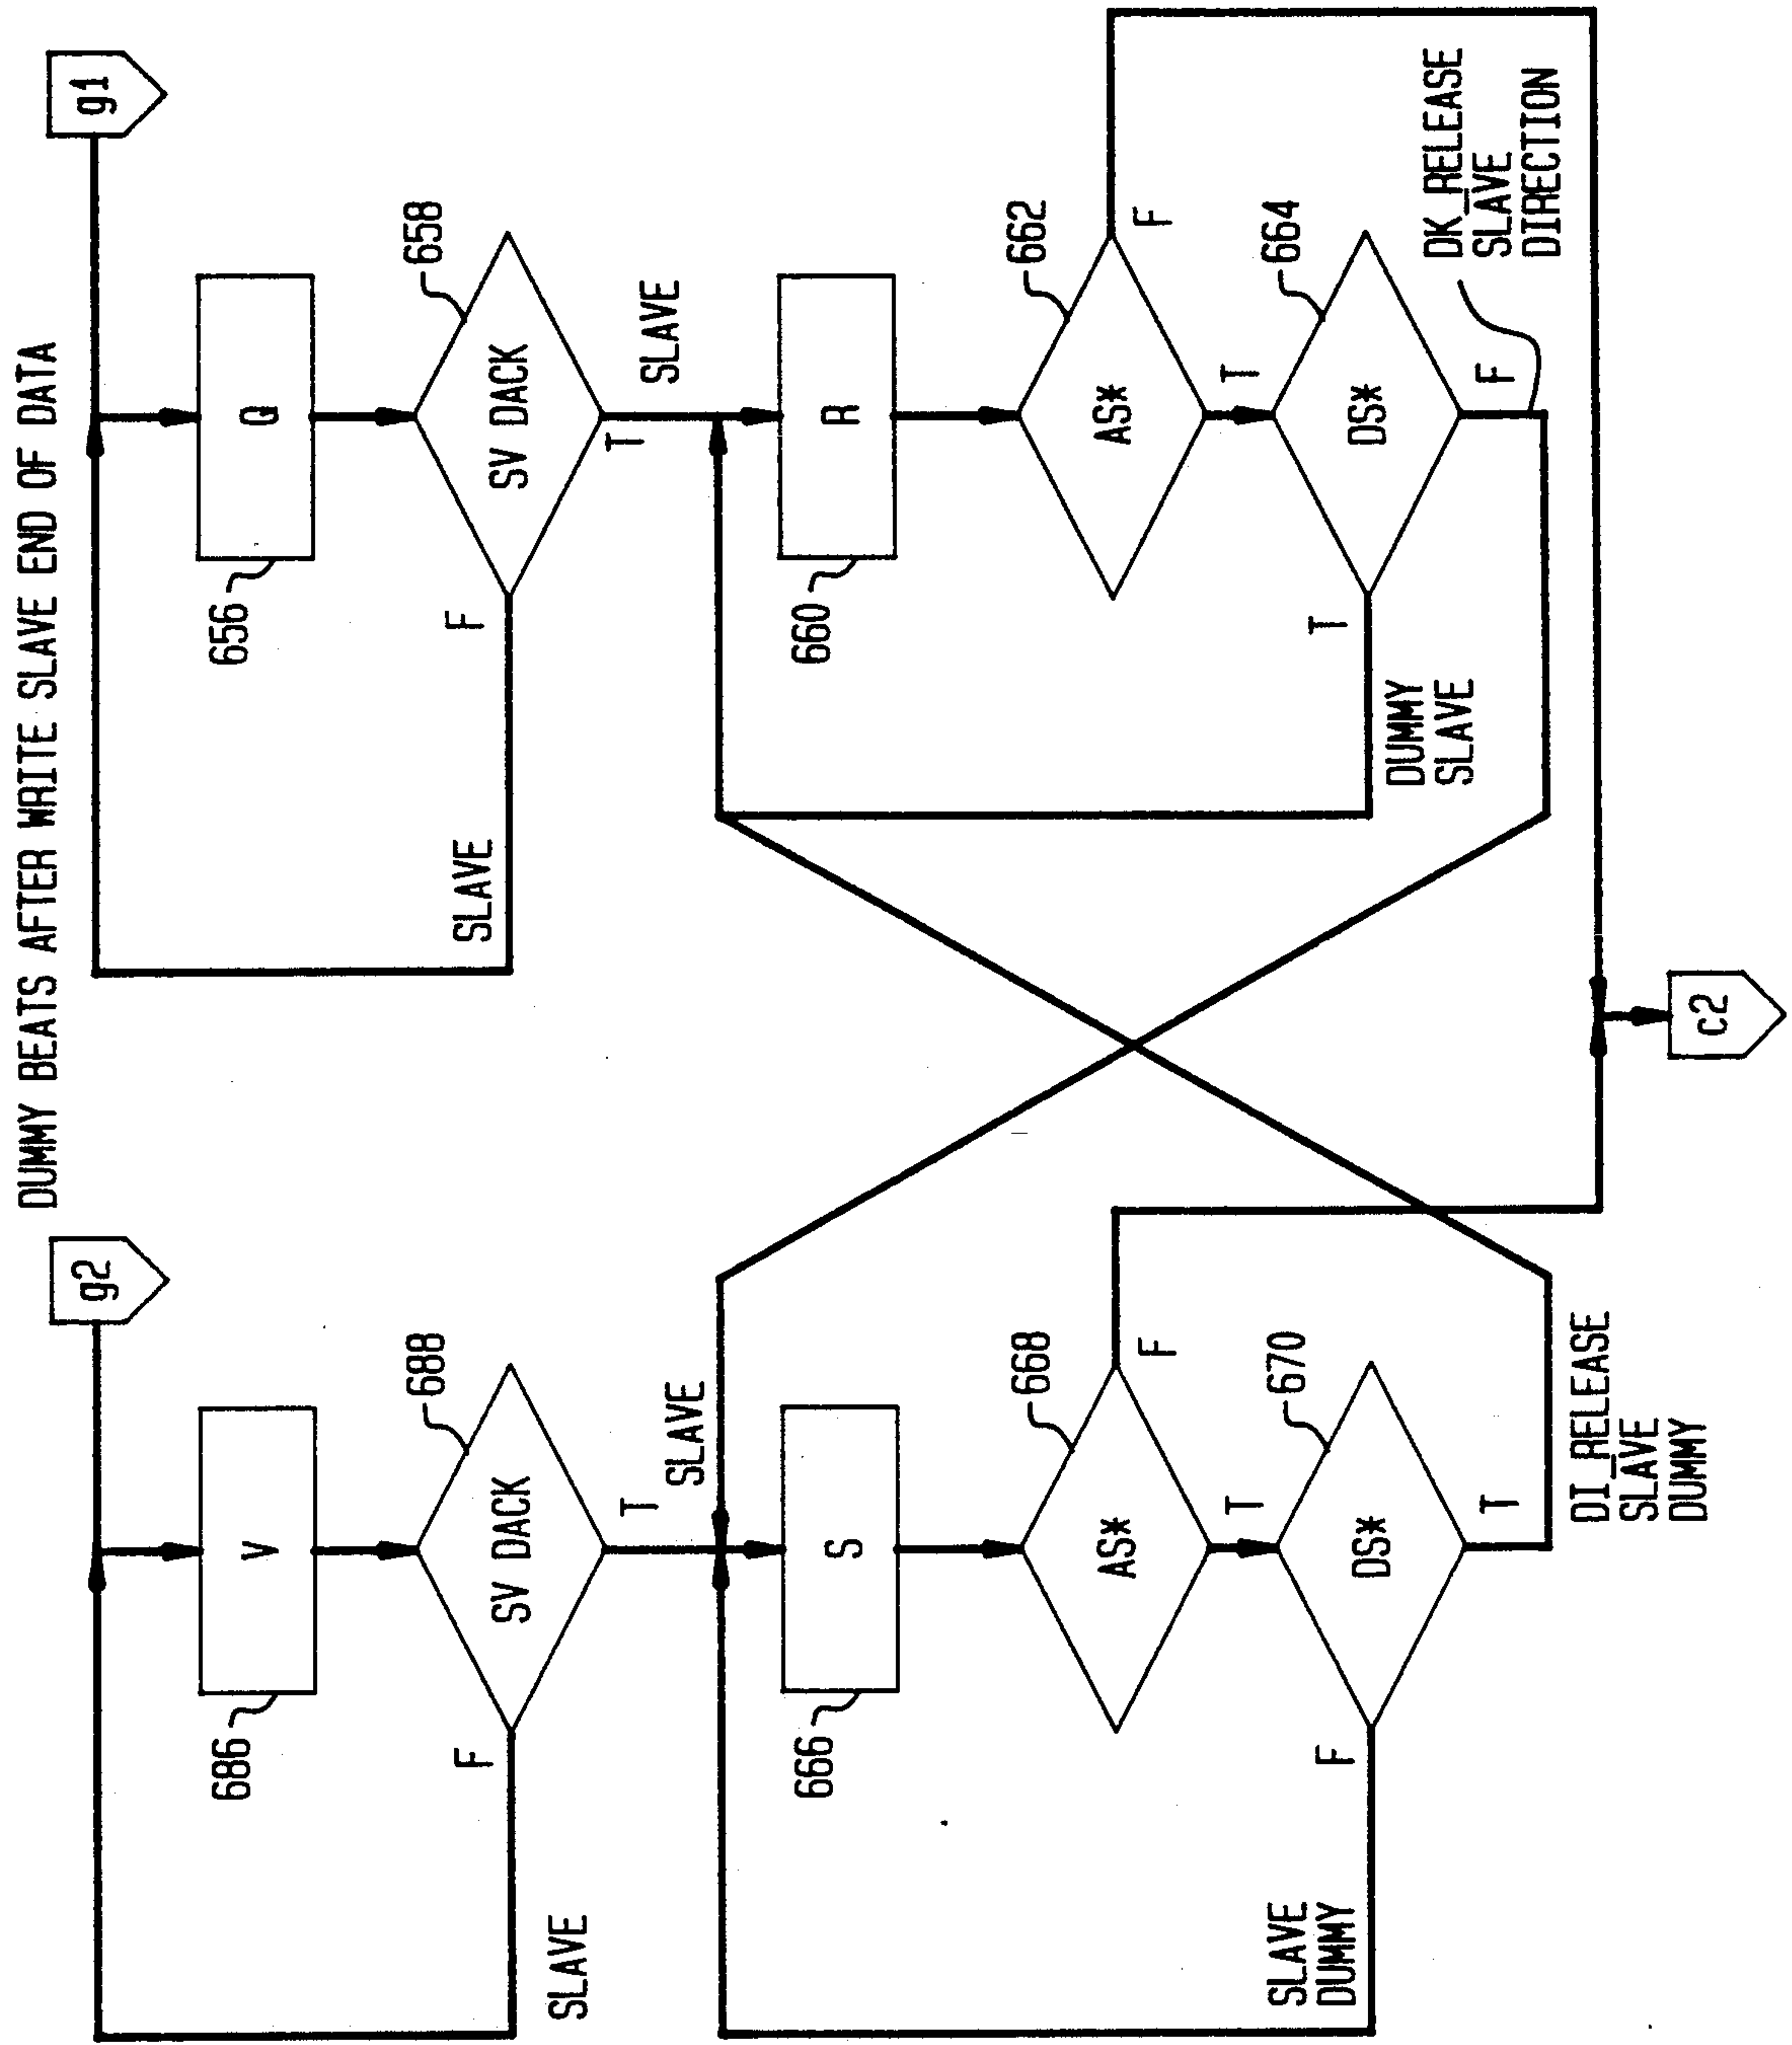 DUMMY BEATS AFTER WRITE SLAVE END OF DATA
g2
g1
V
686
Q
656
SV DACK
688
F
T
SLAVE
SV DACK
658
F
T
SLAVE
SLAVE
SLAVE
S
666
R
660
AS*
668
F
T
AS*
662
F
T
DS*
670
F
T
SLAVE
DUMMY
DI_RELEASE
SLAVE
DUMMY
DS*
664
T
F
DUMMY
SLAVE
DK_RELEASE
SLAVE
DIRECTION
c2